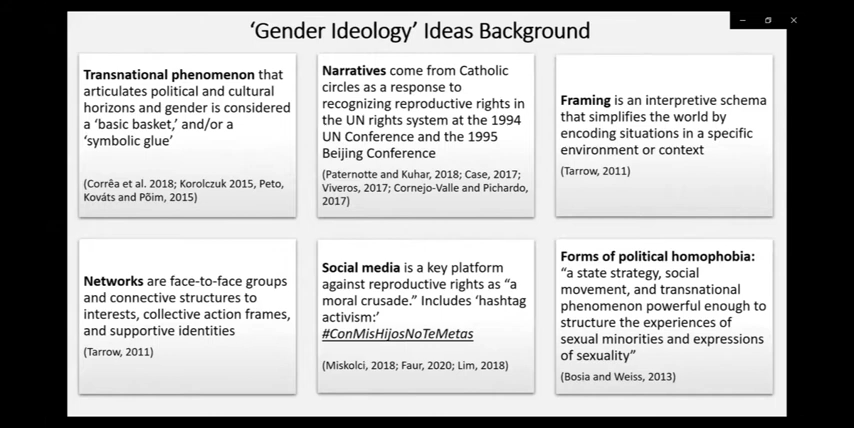 ‘Gender Ideology’ Ideas Background
Transnational phenomenon that
articulates political and cultural
horizons and gender is considered
a ‘basic basket,’ and/or a
‘symbolic glue’
(Corrêa et al. 2018; Korolczuk 2015, Peto,
Kováts and Põim, 2015)
Narratives come from Catholic
circles as a response to
recognizing reproductive rights in
the UN rights system at the 1994
UN Conference and the 1995
Beijing Conference
(Paternotte and Kuhar, 2018; Case, 2017;
Viveros, 2017; Cornejo-Valle and Pichardo,
2017)
Framing is an interpretive schema
that simplifies the world by
encoding situations in a specific
environment or context
(Tarrow, 2011)
Networks are face-to-face groups
and connective structures to
interests, collective action frames,
and supportive identities
(Tarrow, 2011)
Social media is a key platform
against reproductive rights as “a
moral crusade.” Includes ‘hashtag
activism:’
#ConMisHijosNoTeMetas
(Miskolci, 2018; Faur, 2020; Lim, 2018)
Forms of political homophobia:
“a state strategy, social
movement, and transnational
phenomenon powerful enough to
structure the experiences of
sexual minorities and expressions
of sexuality”
(Bosia and Weiss, 2013)